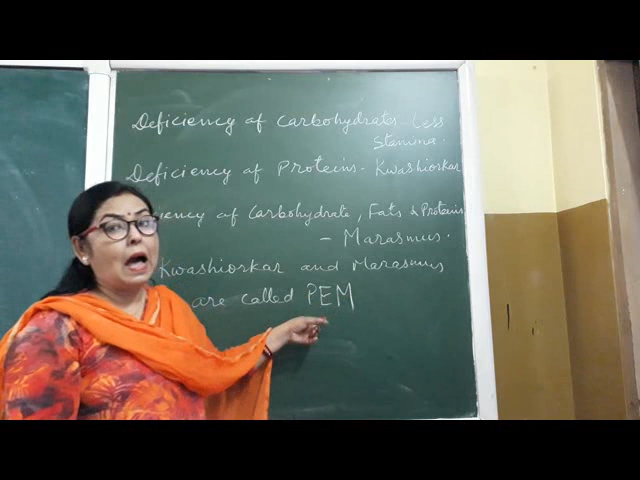 Deficiency of Carbohydrates - Less
Stamina.
Deficiency of Proteins - Kwashiorkar
ency of Carbohydrate, Fats & Proteins
- Marasmus.
Kwashiorkar and Marasmus
are called PEM